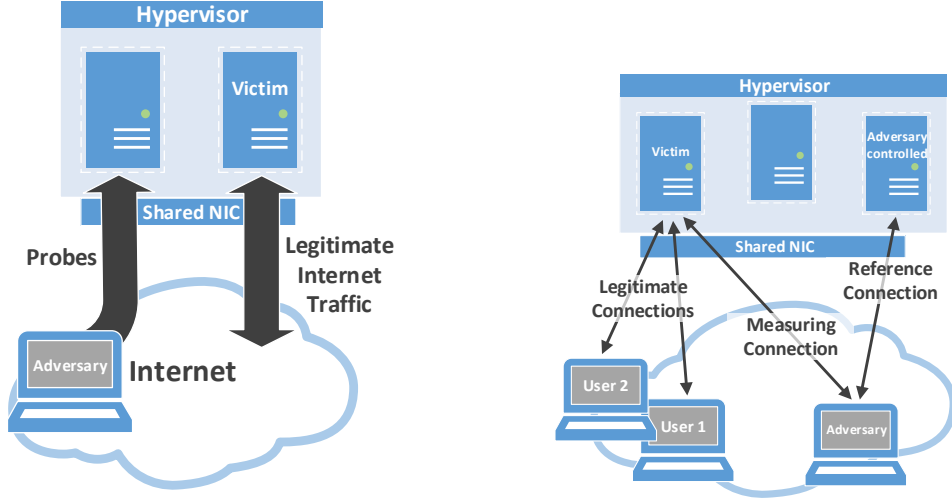 Hypervisor
Victim
Shared NIC
Probes
Legitimate
Internet
Traffic
Adversary
Internet
Hypervisor
Victim
Adversary
controlled
Shared NIC
Legitimate
Connections
Reference
Connection
Measuring
Connection
User 2
User 1
Adversary